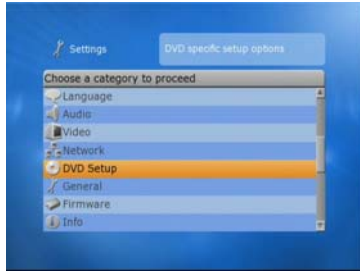 Settings
DVD specific setup options
Choose a category to proceed
Language
Audio
Video
Network
DVD Setup
General
Firmware
Info